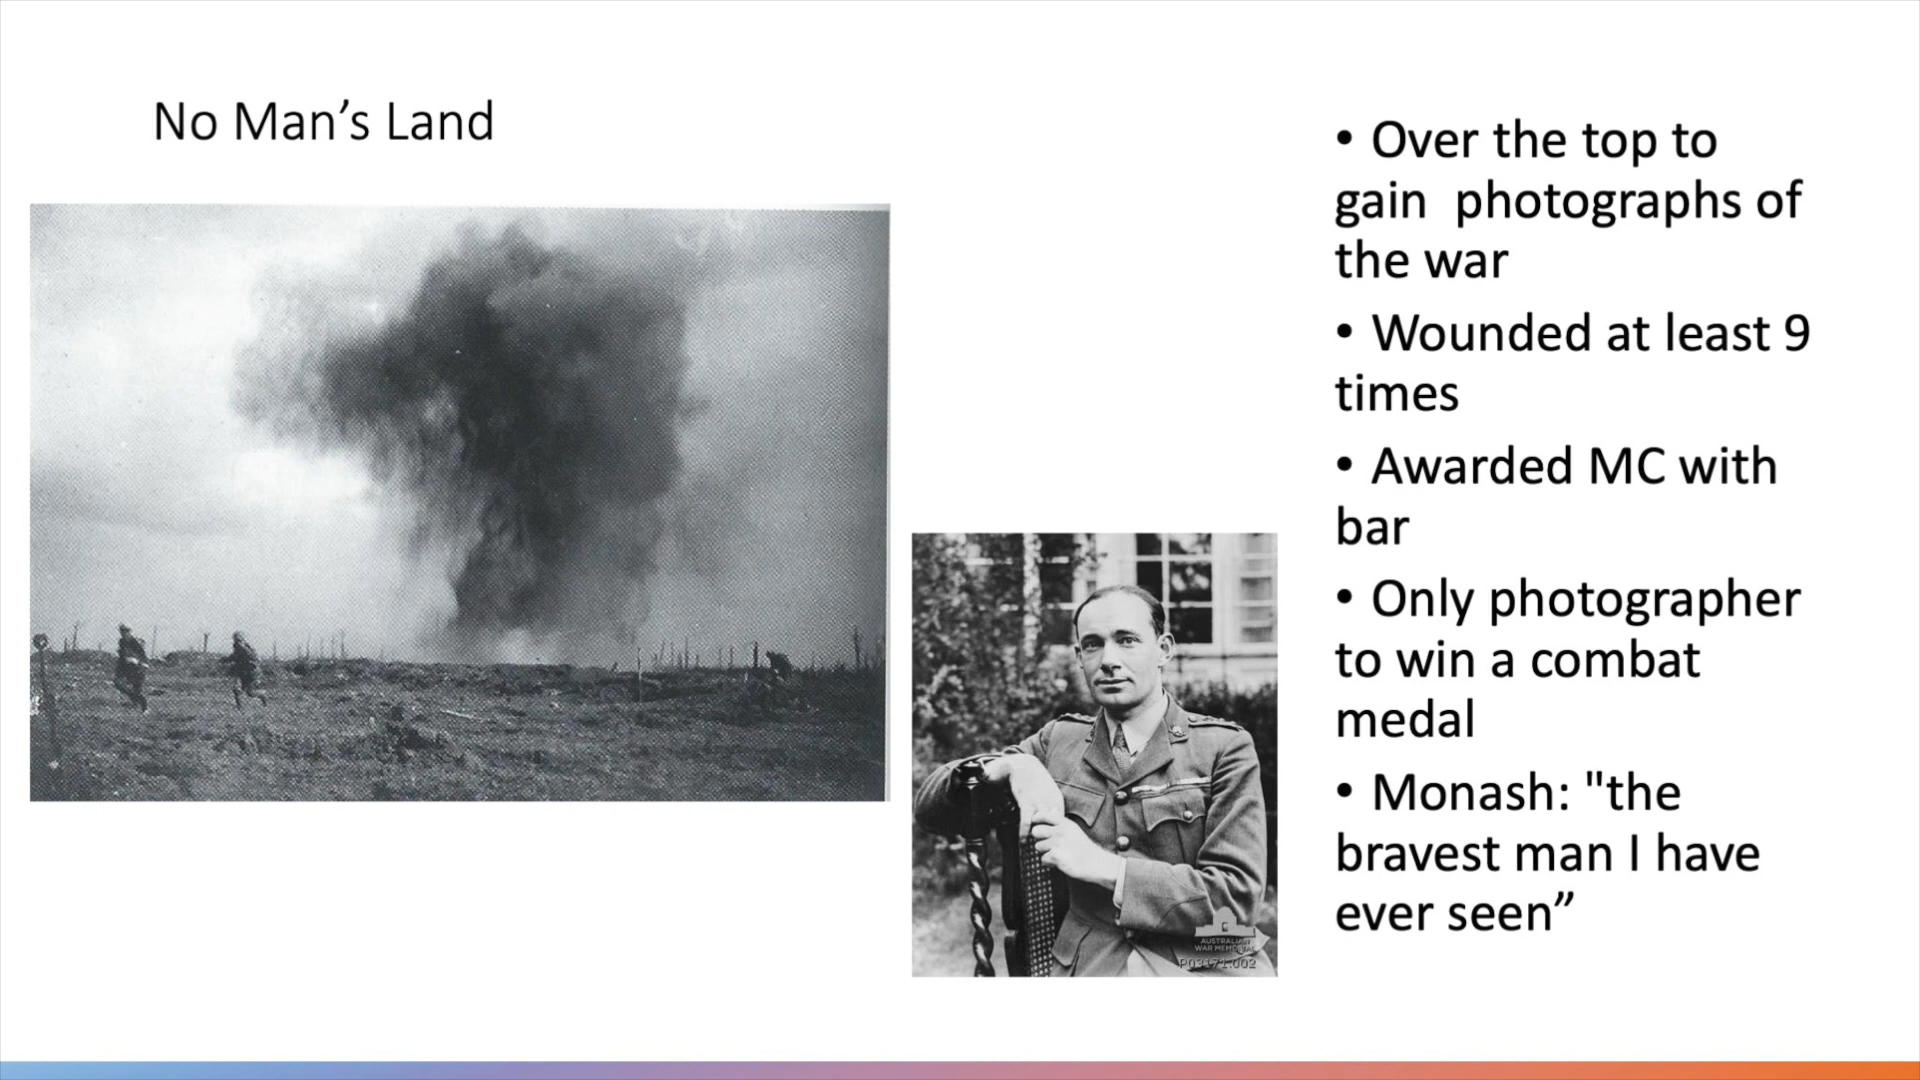 No Man’s Land
• Over the top to
gain  photographs of
the war
• Wounded at least 9
times
• Awarded MC with
bar
• Only photographer
to win a combat
medal
• Monash: "the
bravest man I have
ever seen”
AUSTRALIAN
WAR MEMORIAL
P03171.002